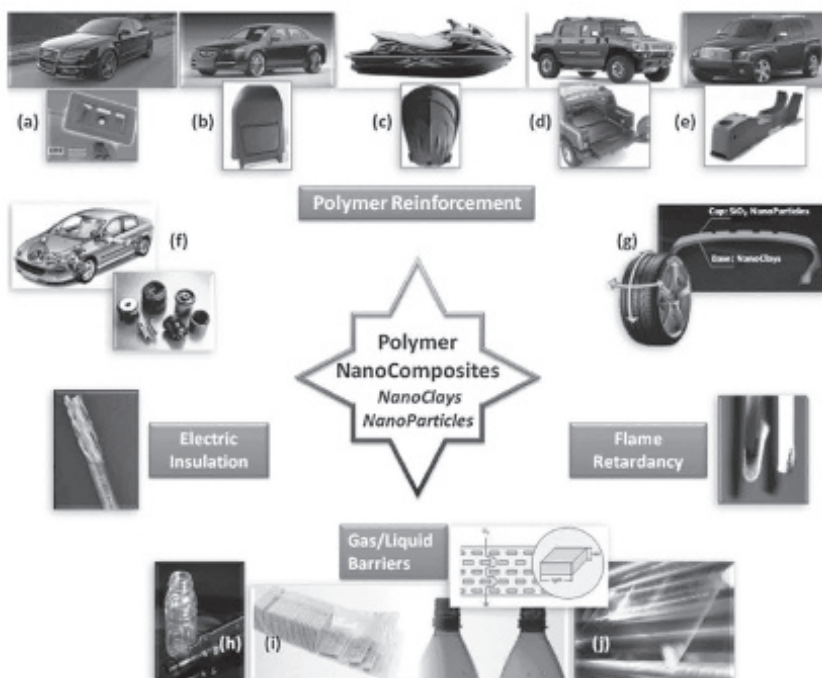 (a)
(b)
(c)
(d)
(e)
Polymer Reinforcement
(f)
(g)
Cap: SiO₂ NanoParticles
Base: NanoClays
Polymer
NanoComposites
NanoClays
NanoParticles
Electric
Insulation
Flame
Retardancy
Gas/Liquid
Barriers
(h)
(i)
(j)